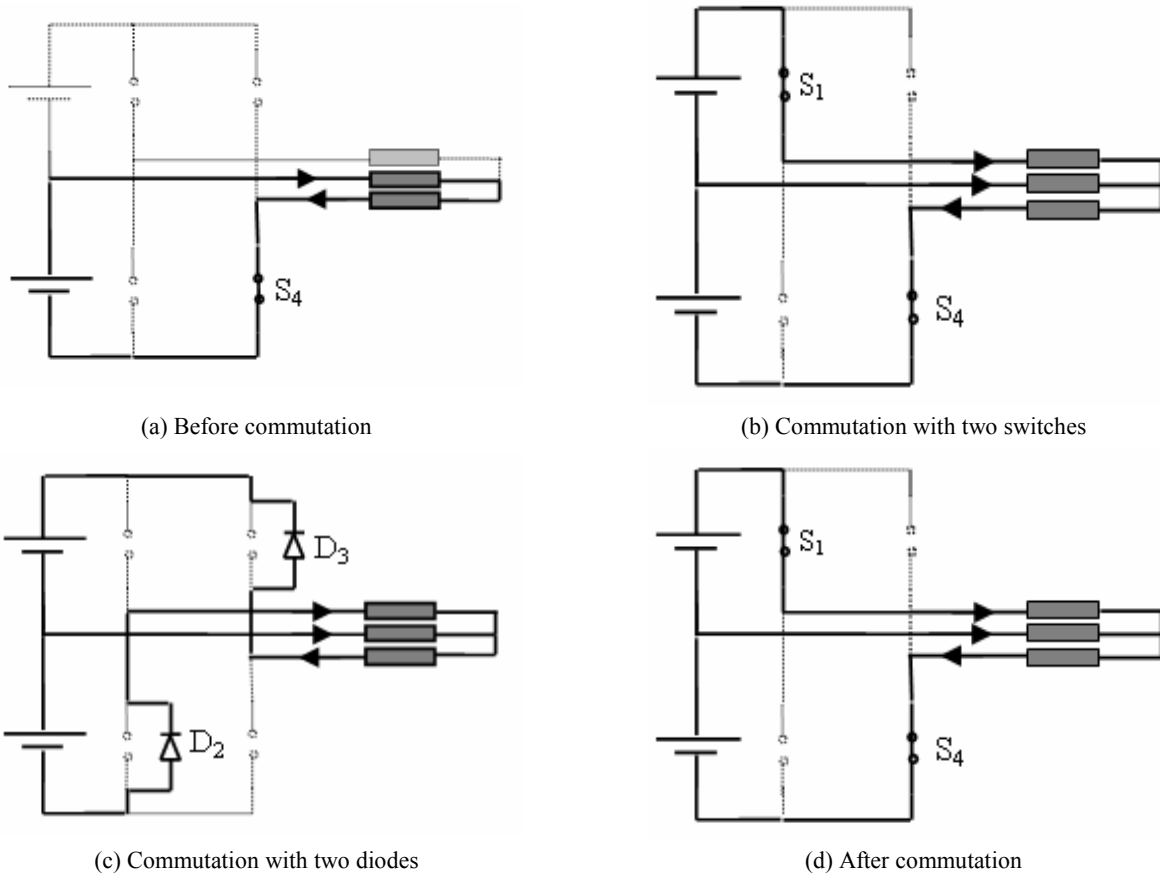 S4
S1
S4
(a) Before commutation
(b) Commutation with two switches
D3
D2
S1
S4
(c) Commutation with two diodes
(d) After commutation